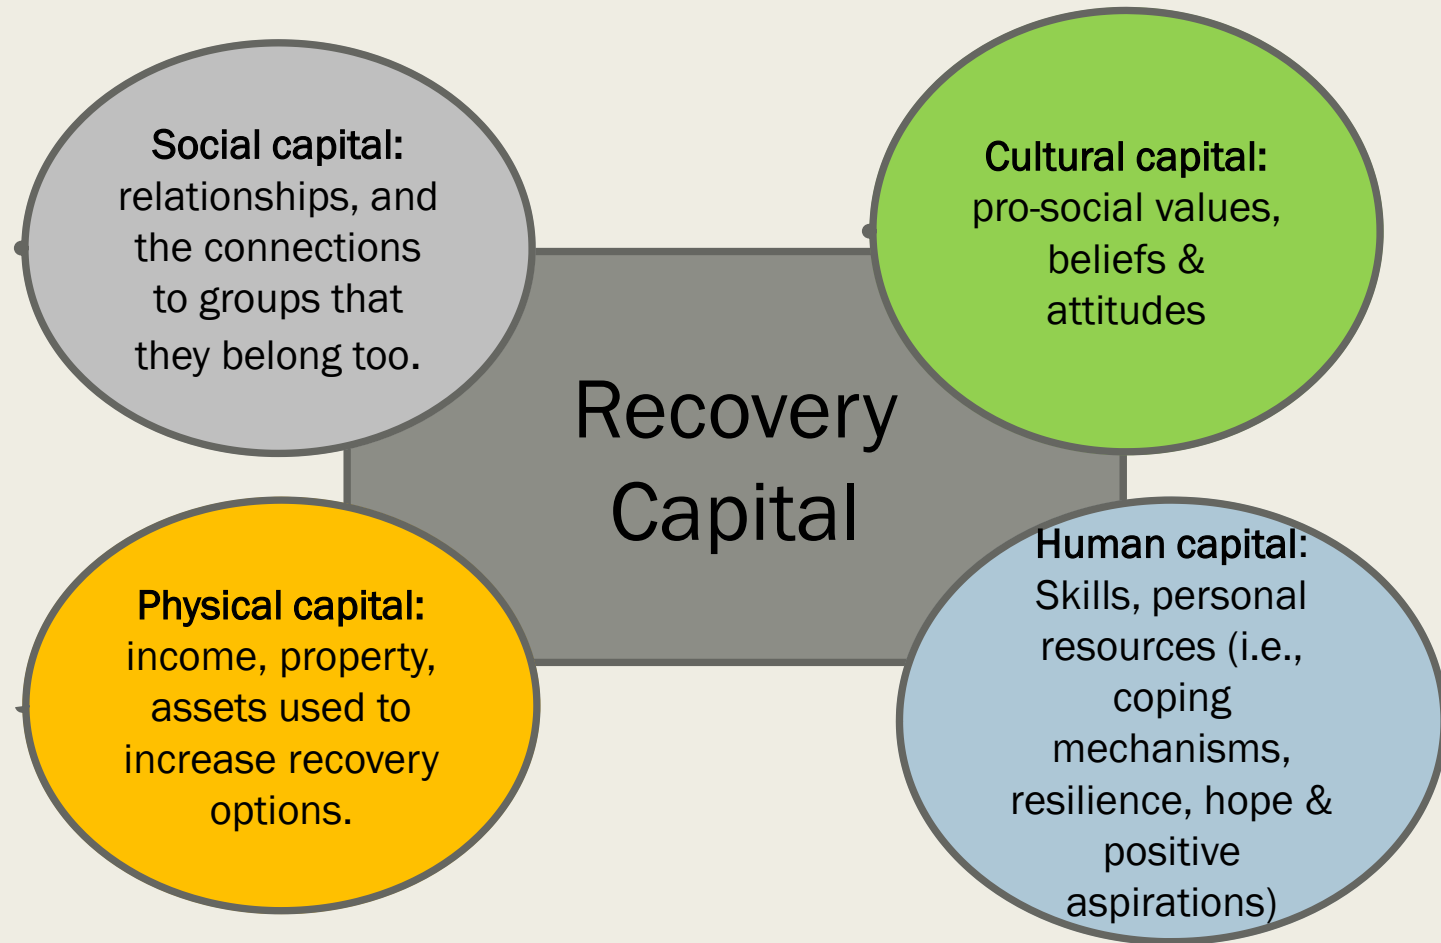 Social capital:
relationships, and
the connections
to groups that
they belong too.
Cultural capital:
pro-social values,
beliefs &
attitudes
Recovery
Capital
Physical capital:
income, property,
assets used to
increase recovery
options.
Human capital:
Skills, personal
resources (i.e.,
coping
mechanisms,
resilience, hope &
positive
aspirations)